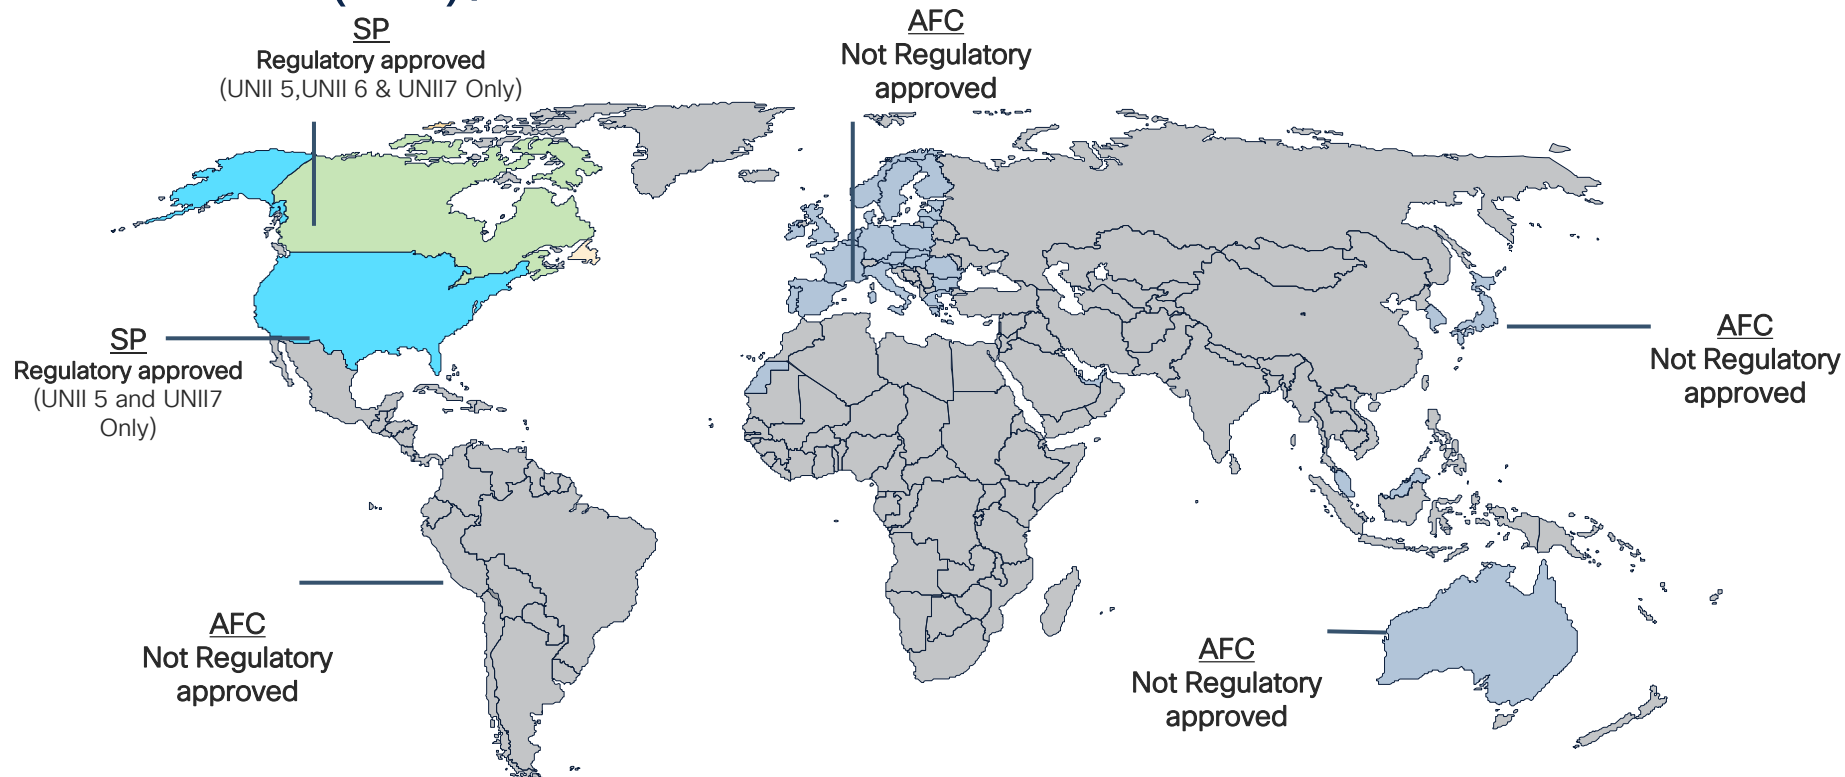 SP
Regulatory approved
(UNII 5,UNII 6 & UNII7 Only)
AFC
Not Regulatory
approved
SP
Regulatory approved
(UNII 5 and UNII7
Only)
AFC
Not Regulatory
approved
AFC
Not Regulatory
approved
AFC
Not Regulatory
approved